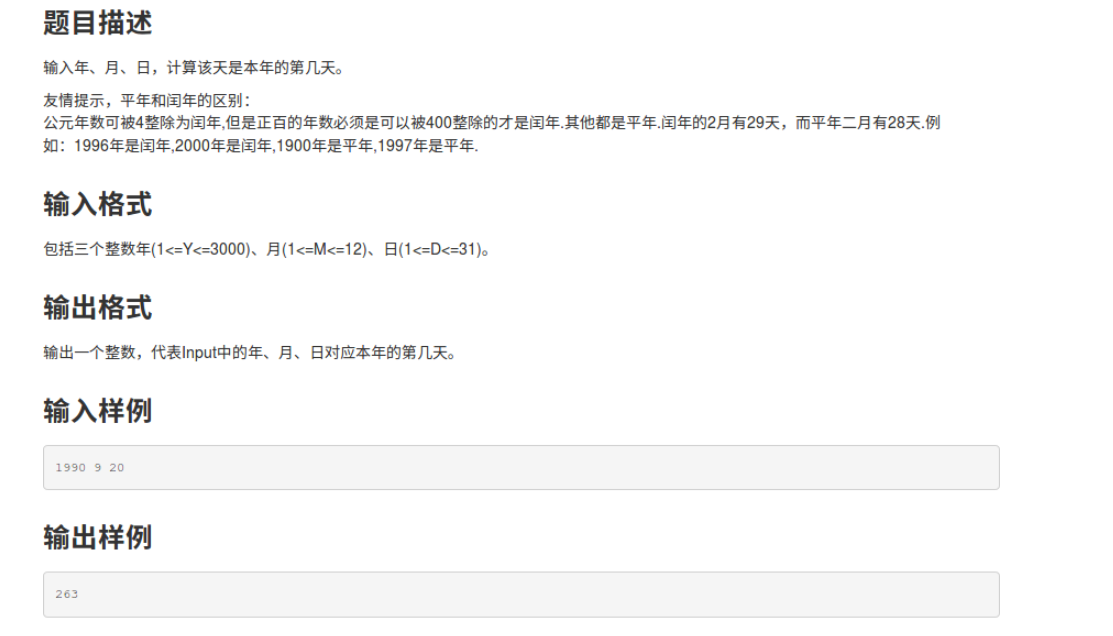 题目描述
输入年、月、日，计算该天是本年的第几天。
友情提示，平年和闰年的区别：
公元年数可被4整除为闰年,但是正百的年数必须是可以被400整除的才是闰年.其他都是平年.闰年的2月有29天，而平年二月有28天.例
如：1996年是闰年,2000年是闰年,1900年是平年,1997年是平年.
输入格式
包括三个整数年(1<=Y<=3000)、月(1<=M<=12)、日(1<=D<=31)。
输出格式
输出一个整数，代表Input中的年、月、日对应本年的第几天。
输入样例
1990 9 20
输出样例
263